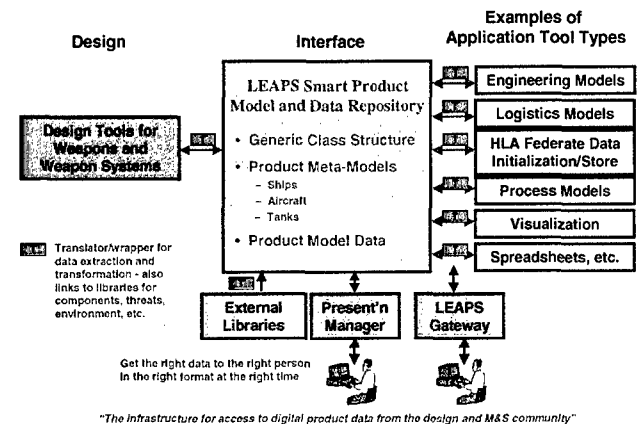 Design
Interface
Examples of
Application Tool Types
LEAPS Smart Product
Model and Data Repository
• Generic Class Structure
• Product Meta-Models
– Ships
– Aircraft
– Tanks
• Product Model Data
Design Tools for
Weapons and
Weapon Systems
Engineering Models
Logistics Models
HLA Federate Data
Initialization/Store
Process Models
Visualization
Spreadsheets, etc.
Translator/wrapper for
data extraction and
transformation - also
links to libraries for
components, threats,
environment, etc.
External
Libraries
Present'n
Manager
LEAPS
Gateway
Get the right data to the right person
in the right format at the right time
"The infrastructure for access to digital product data from the design and M&S community"